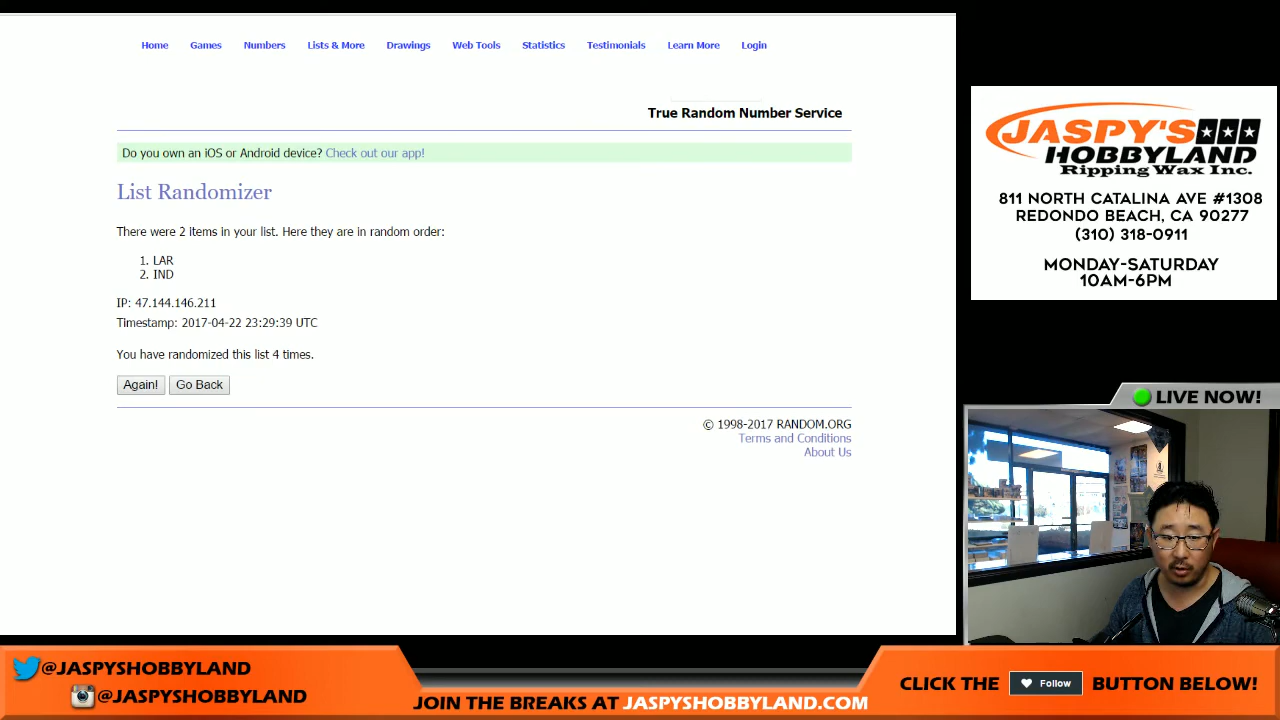 Home Games Numbers Lists & More Drawings Web Tools Statistics Testimonials Learn More Login
True Random Number Service
Do you own an iOS or Android device? Check out our app!
List Randomizer
There were 2 items in your list. Here they are in random order:
1. LAR
2. IND
IP: 47.144.146.211
Timestamp: 2017-04-22 23:29:39 UTC
You have randomized this list 4 times.
Again! Go Back
© 1998-2017 RANDOM.ORG
Terms and Conditions
About Us
JASPY'S
HOBBYLAND
Ripping Wax Inc.
811 NORTH CATALINA AVE #1308
REDONDO BEACH, CA 90277
(310) 318-0911
MONDAY-SATURDAY
10AM-6PM
LIVE NOW!
@JASPYSHOBBYLAND
@JASPYSHOBBYLAND
JOIN THE BREAKS AT JASPYSHOBBYLAND.COM
CLICK THE Follow BUTTON BELOW!